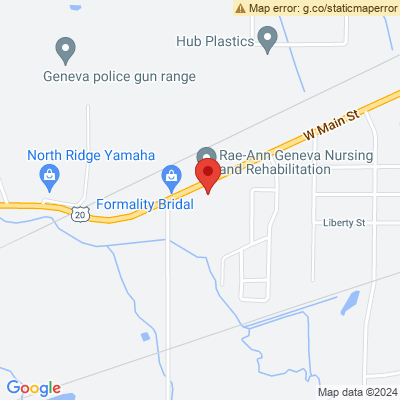 Map error: g.co/staticmaperror
Hub Plastics
Geneva police gun range
W Main St
North Ridge Yamaha
Rae-Ann Geneva Nursing
and Rehabilitation
Formality Bridal
20
Liberty St
Google
Map data ©2024